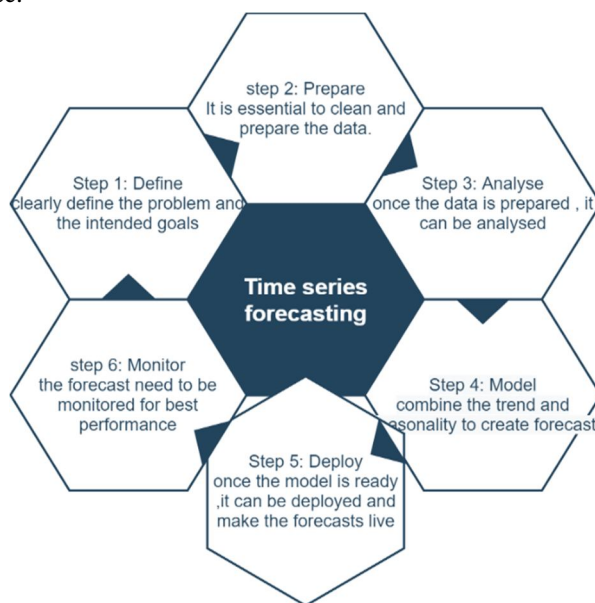 step 2: Prepare
It is essential to clean and
prepare the data.
Step 1: Define
clearly define the problem and
the intended goals
Step 3: Analyse
once the data is prepared , it
can be analysed
Time series
forecasting
step 6: Monitor
the forecast need to be
monitored for best
performance
Step 4: Model
combine the trend and
asonality to create forecast
Step 5: Deploy
once the model is ready
,it can be deployed and
make the forecasts live